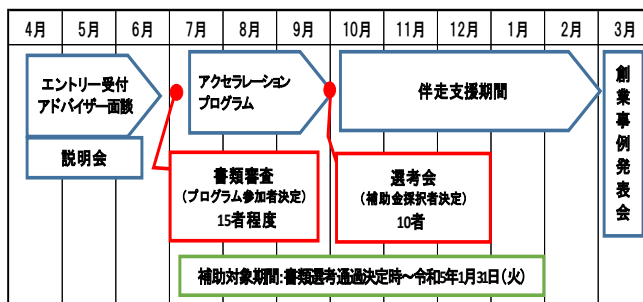 4月 5月 6月 7月 8月 9月 10月 11月 12月 1月 2月 3月
エントリー受付
アドバイザー面談
アクセラレーション
プログラム
伴走支援期間
創業事例発表会
説明会
書類審査
(プログラム参加者決定)
15者程度
選考会
(補助金採択者決定)
10者
補助対象期間:書類選考通過決定時～令和5年1月31日(火)